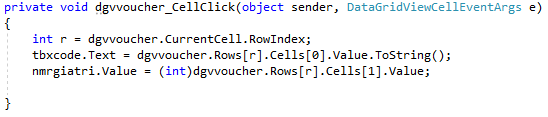 private void dgvvoucher_CellClick(object sender, DataGridViewCellEventArgs e)
{
int r = dgvvoucher.CurrentCell.RowIndex;
tbxcode.Text = dgvvoucher.Rows[r].Cells[0].Value.ToString();
nmrgiatri.Value = (int)dgvvoucher.Rows[r].Cells[1].Value;
}